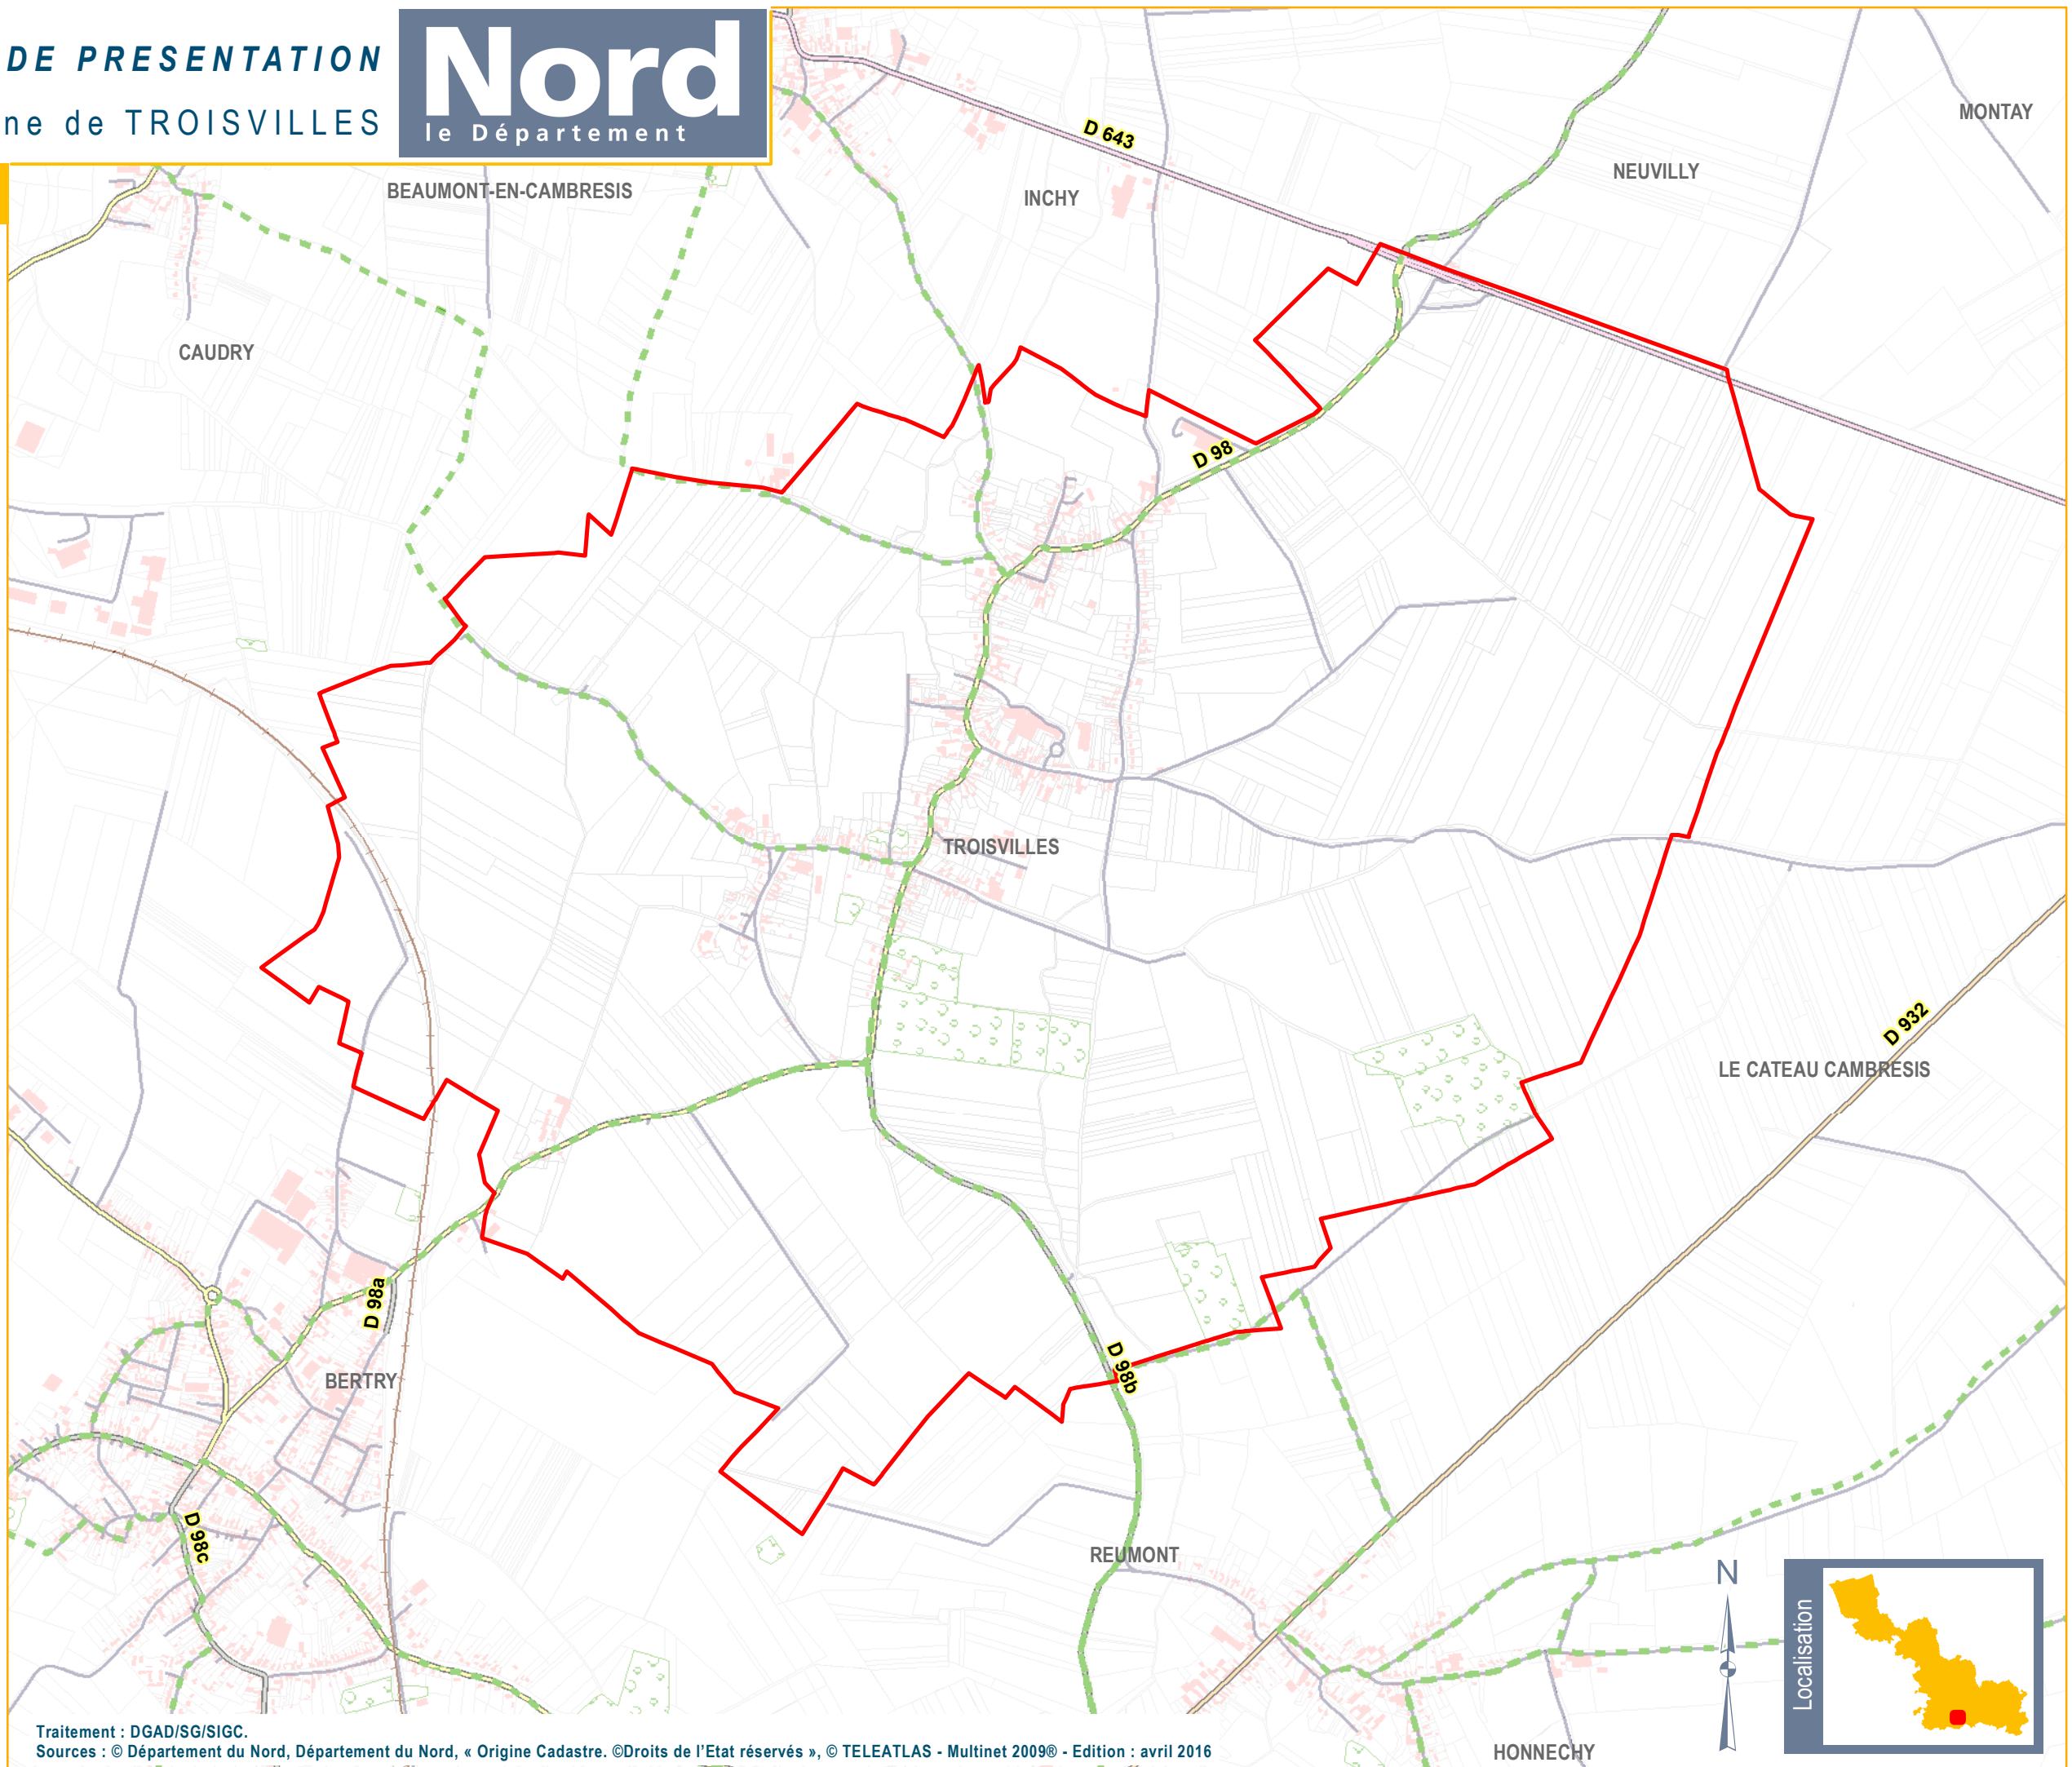 DE PRESENTATION
ne de TROISVILLES
Nord
le Département
MONTAY
D 643
NEUVILLY
BEAUMONT-EN-CAMBRESIS
INCHY
CAUDRY
D 98
TROISVILLES
D 932
LE CATEAU CAMBRESIS
D 98a
D 98b
BERTRY
D 98c
REUMONT
N
Localisation
HONNECHY
Traitement : DGAD/SG/SIGC.
Sources : © Département du Nord, Département du Nord, « Origine Cadastre. ©Droits de l'Etat réservés », © TELEATLAS - Multinet 2009® - Edition : avril 2016